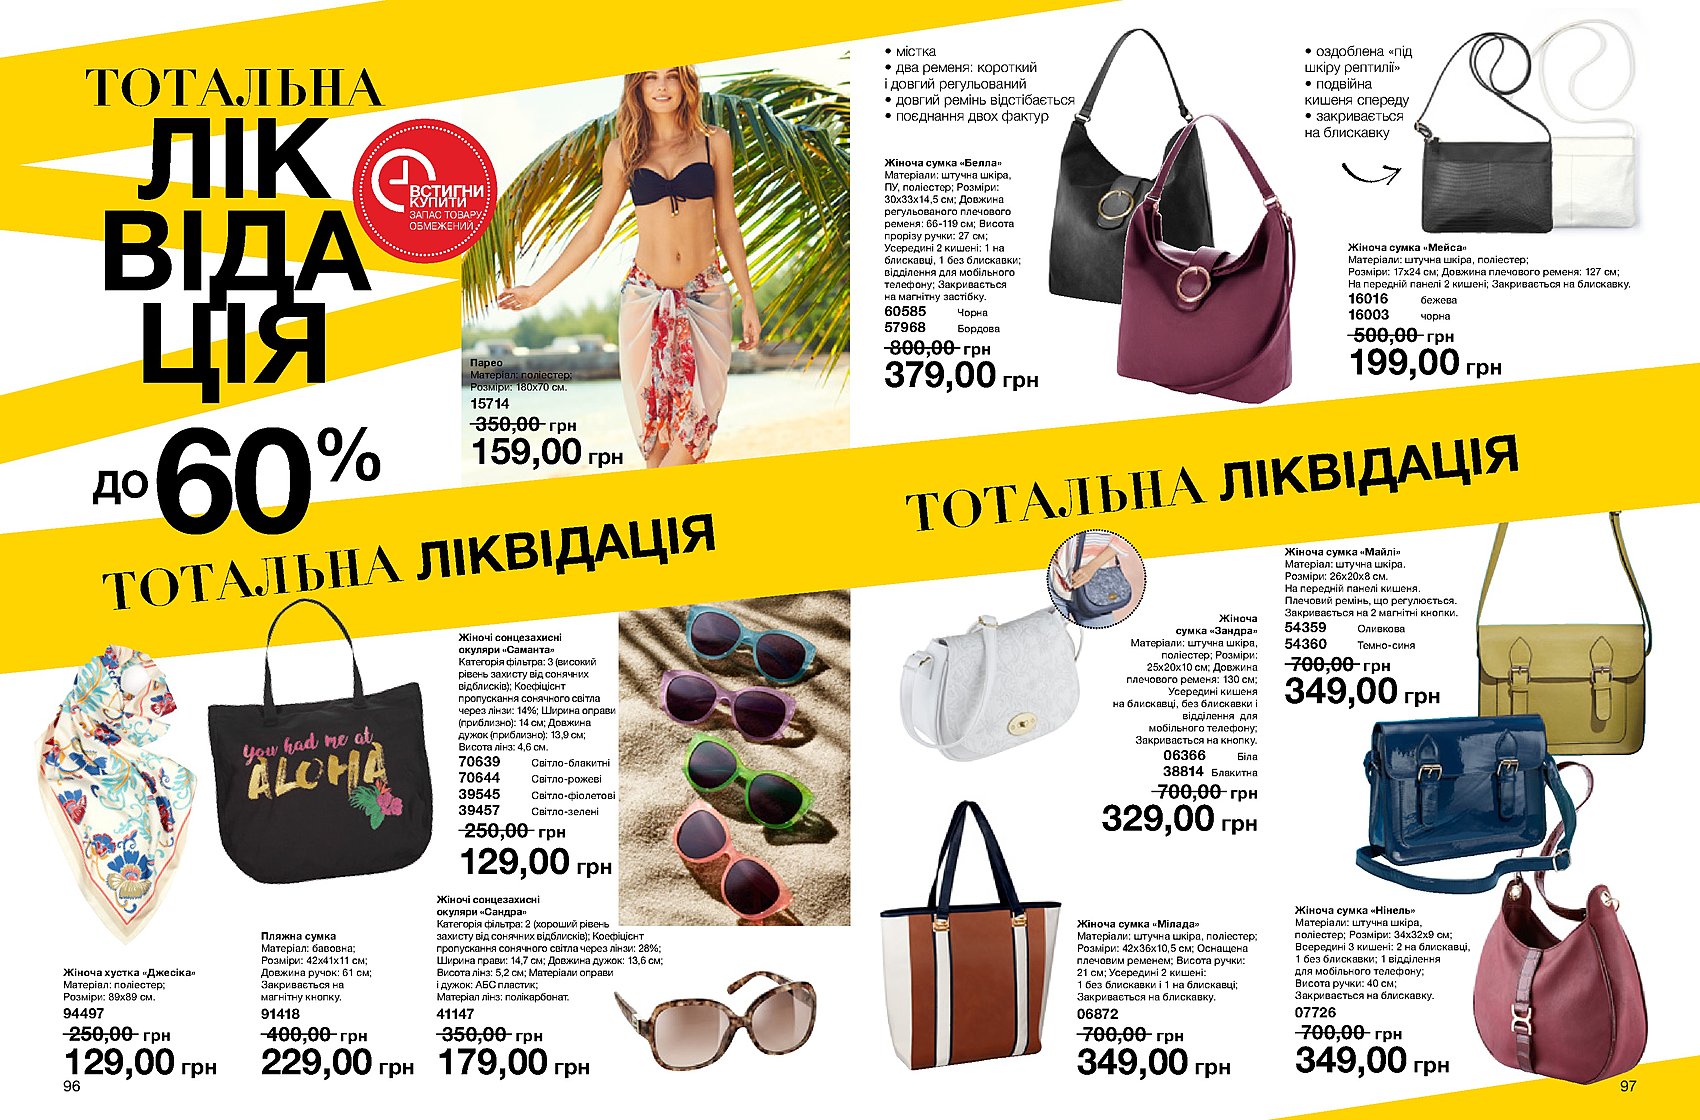 ТОТАЛЬНА
ЛІК
ВІДА
ЦІЯ
до 60%
ВСТИГНИ
КУПИТИ
ЗАПАС ТОВАРУ
ОБМЕЖЕНИЙ
Парео
Матеріал: поліестер;
Розміри: 180х70 см.
15714
350,00 грн
159,00 грн
ТОТАЛЬНА ЛІКВІДАЦІЯ
Жіноча хустка «Джесіка»
Матеріал: поліестер;
Розміри: 89х89 см.
94497
250,00 грн
129,00 грн
96
you had me at
ALOHA
Пляжна сумка
Матеріал: бавовна;
Розміри: 42х41х11 см;
Довжина ручок: 61 см;
Закривається на
магнітну кнопку.
91418
400,00 грн
229,00 грн
Жіночі сонцезахисні
окуляри «Саманта»
Категорія фільтра: 3 (високий
рівень захисту від сонячних
відблисків); Коефіцієнт
пропускання сонячного світла
через лінзи: 14%; Ширина оправи
(приблизно): 14 см; Довжина
дужок (приблизно): 13,9 см;
Висота лінз: 4,6 см.
70639 Світло-блакитні
70644 Світло-рожеві
39545 Світло-фіолетові
39457 Світло-зелені
250,00 грн
129,00 грн
Жіночі сонцезахисні
окуляри «Сандра»
Категорія фільтра: 2 (хороший рівень
захисту від сонячних відблисків); Коефіцієнт
пропускання сонячного світла через лінзи: 28%;
Ширина прави: 14,7 см; Довжина дужок: 13,6 см;
Висота лінз: 5,2 см; Матеріали оправи
і дужок: АБС пластик;
Матеріал лінз: полікарбонат.
41147
350,00 грн
179,00 грн
• містка
• два ременя: короткий
і довгий регульований
• довгий ремінь відстібається
• поєднання двох фактур
Жіноча сумка «Белла»
Матеріали: штучна шкіра,
ПУ, поліестер; Розміри:
30х33х14,5 см; Довжина
регульованого плечового
ременя: 66-119 см; Висота
прорізу ручки: 27 см;
Усередині 2 кишені: 1 на
блискавці, 1 без блискавки;
відділення для мобільного
телефону; Закривається
на магнітну застібку.
60585 Чорна
57968 Бордова
800,00 грн
379,00 грн
• оздоблена «під
шкіру рептилії»
• подвійна
кишеня спереду
• закривається
на блискавку
Жіноча сумка «Мейса»
Матеріали: штучна шкіра, поліестер;
Розміри: 17х24 см; Довжина плечового ременя: 127 см;
На передній панелі 2 кишені; Закривається на блискавку.
16016 бежева
16003 чорна
500,00 грн
199,00 грн
ТОТАЛЬНА ЛІКВІДАЦІЯ
Жіноча
сумка «Зандра»
Матеріали: штучна шкіра,
поліестер; Розміри:
25х20х10 см; Довжина
плечового ременя: 130 см;
Усередині кишеня
на блискавці, без блискавки і
відділення для
мобільного телефону;
Закривається на кнопку.
06366 Біла
38814 Блакитна
700,00 грн
329,00 грн
Жіноча сумка «Майлі»
Матеріал: штучна шкіра.
Розміри: 26х20х8 см.
На передній панелі кишеня.
Плечовий ремінь, що регулюється.
Закривається на 2 магнітні кнопки.
54359 Оливкова
54360 Темно-синя
700,00 грн
349,00 грн
Жіноча сумка «Мілада»
Матеріали: штучна шкіра, поліестер;
Розміри: 42х36х10,5 см; Оснащена
плечовим ременем; Висота ручки:
21 см; Усередині 2 кишені:
1 без блискавки і 1 на блискавці;
Закривається на блискавку.
06872
700,00 грн
349,00 грн
Жіноча сумка «Нінель»
Матеріали: штучна шкіра,
поліестер; Розміри: 34х32х9 см;
Всередині 3 кишені: 2 на блискавці,
1 без блискавки; 1 відділення
для мобільного телефону;
Висота ручки: 40 см;
Закривається на блискавку.
07726
700,00 грн
349,00 грн
97